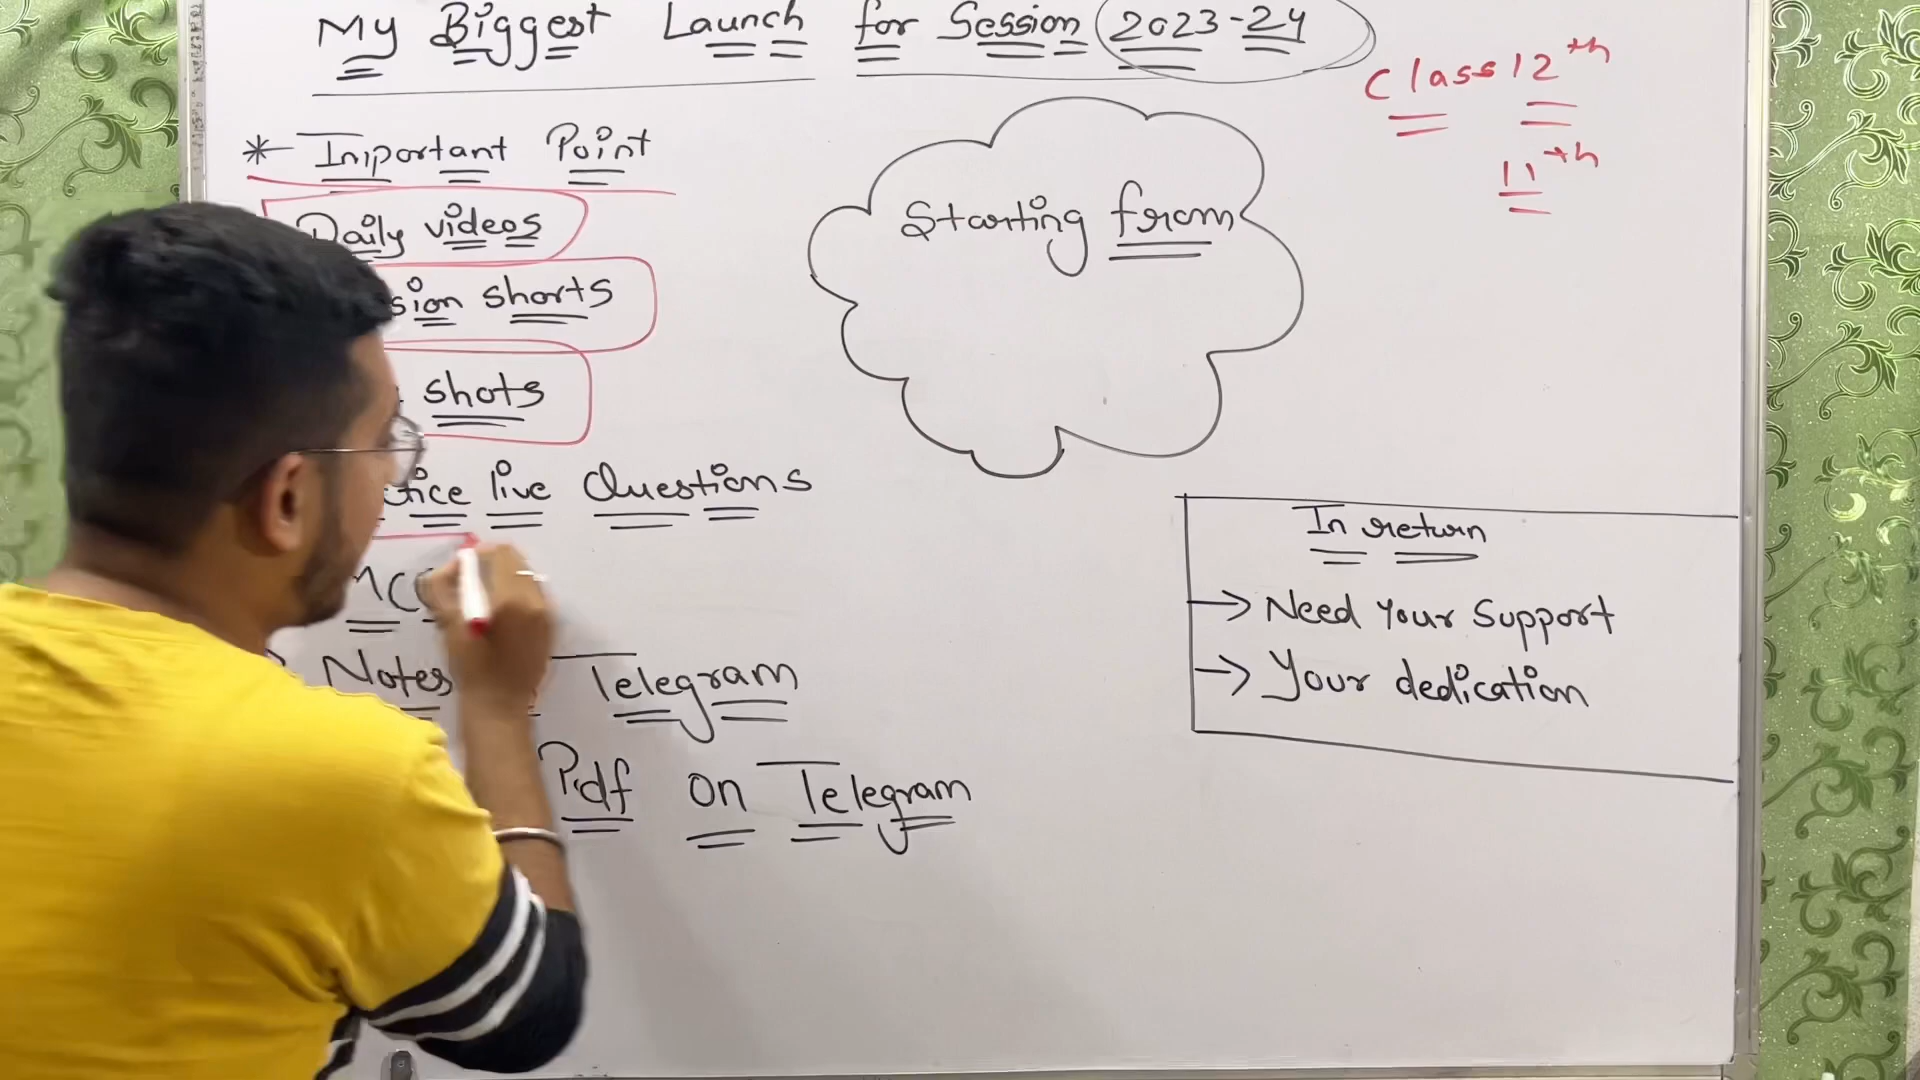 My Biggest Launch for Session 2023-24
Class 12th
11th
* Important Point
Daily videos
sion shorts
shots
tice live Questions
MC
Notes Telegram
Pdf on Telegram
Starting from
In return
→ Need Your Support
→ Your dedication